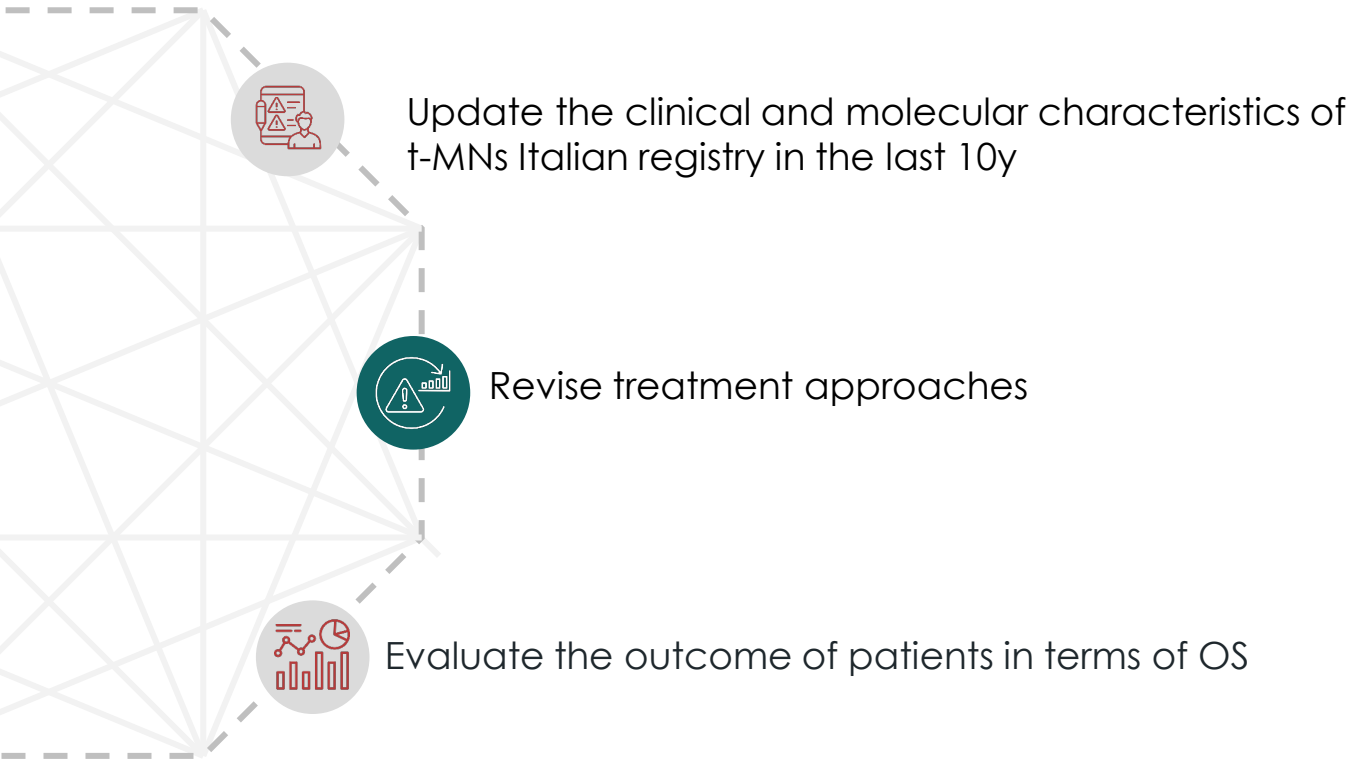 Update the clinical and molecular characteristics of
t-MNs Italian registry in the last 10y
Revise treatment approaches
Evaluate the outcome of patients in terms of OS